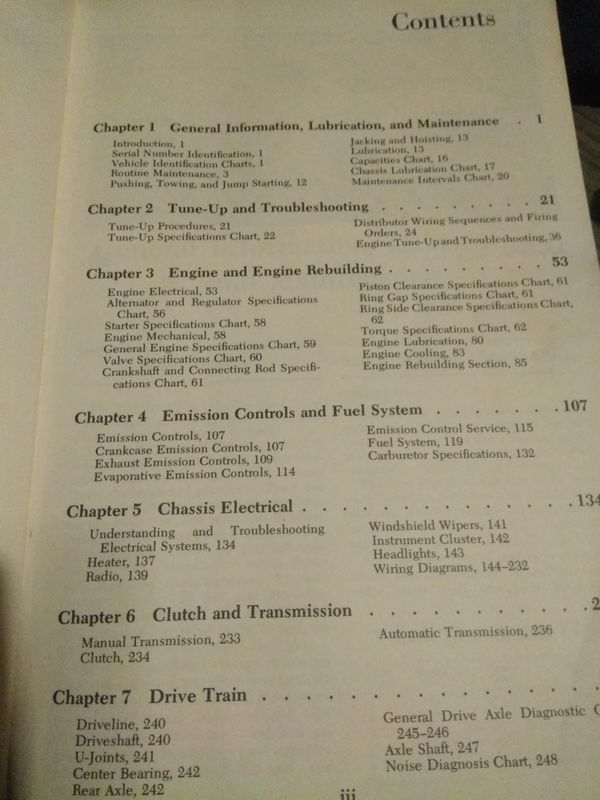 Contents
Chapter 1 General Information, Lubrication, and Maintenance . 1
Introduction, 1
Serial Number Identification, 1
Vehicle Identification Charts, 1
Routine Maintenance, 3
Pushing, Towing, and Jump Starting, 12
Jacking and Hoisting, 13
Lubrication, 13
Capacities Chart, 16
Chassis Lubrication Chart, 17
Maintenance Intervals Chart, 20
Chapter 2 Tune-Up and Troubleshooting . . . . . . . . . 21
Tune-Up Procedures, 21
Tune-Up Specifications Chart, 22
Distributor Wiring Sequences and Firing
Orders, 24
Engine Tune-Up and Troubleshooting, 36
Chapter 3 Engine and Engine Rebuilding . . . . . . . . . 53
Engine Electrical, 53
Alternator and Regulator Specifications
Chart, 56
Starter Specifications Chart, 58
Engine Mechanical, 58
General Engine Specifications Chart, 59
Valve Specifications Chart, 60
Crankshaft and Connecting Rod Specifi-
cations Chart, 61
Piston Clearance Specifications Chart, 61
Ring Gap Specifications Chart, 61
Ring Side Clearance Specifications Chart,
62
Torque Specifications Chart, 62
Engine Lubrication, 80
Engine Cooling, 83
Engine Rebuilding Section, 85
Chapter 4 Emission Controls and Fuel System . . . . . . . 107
Emission Controls, 107
Crankcase Emission Controls, 107
Exhaust Emission Controls, 109
Evaporative Emission Controls, 114
Emission Control Service, 115
Fuel System, 119
Carburetor Specifications, 132
Chapter 5 Chassis Electrical . . . . . . . . . . . . . 134
Understanding and Troubleshooting
Electrical Systems, 134
Heater, 137
Radio, 139
Windshield Wipers, 141
Instrument Cluster, 142
Headlights, 143
Wiring Diagrams, 144–232
Chapter 6 Clutch and Transmission . . . . . . . . . . 2
Manual Transmission, 233
Clutch, 234
Automatic Transmission, 236
Chapter 7 Drive Train . . . . . . . . . . . . . .
Driveline, 240
Driveshaft, 240
U-Joints, 241
Center Bearing, 242
Rear Axle, 242
General Drive Axle Diagnostic
245–246
Axle Shaft, 247
Noise Diagnosis Chart, 248
iii